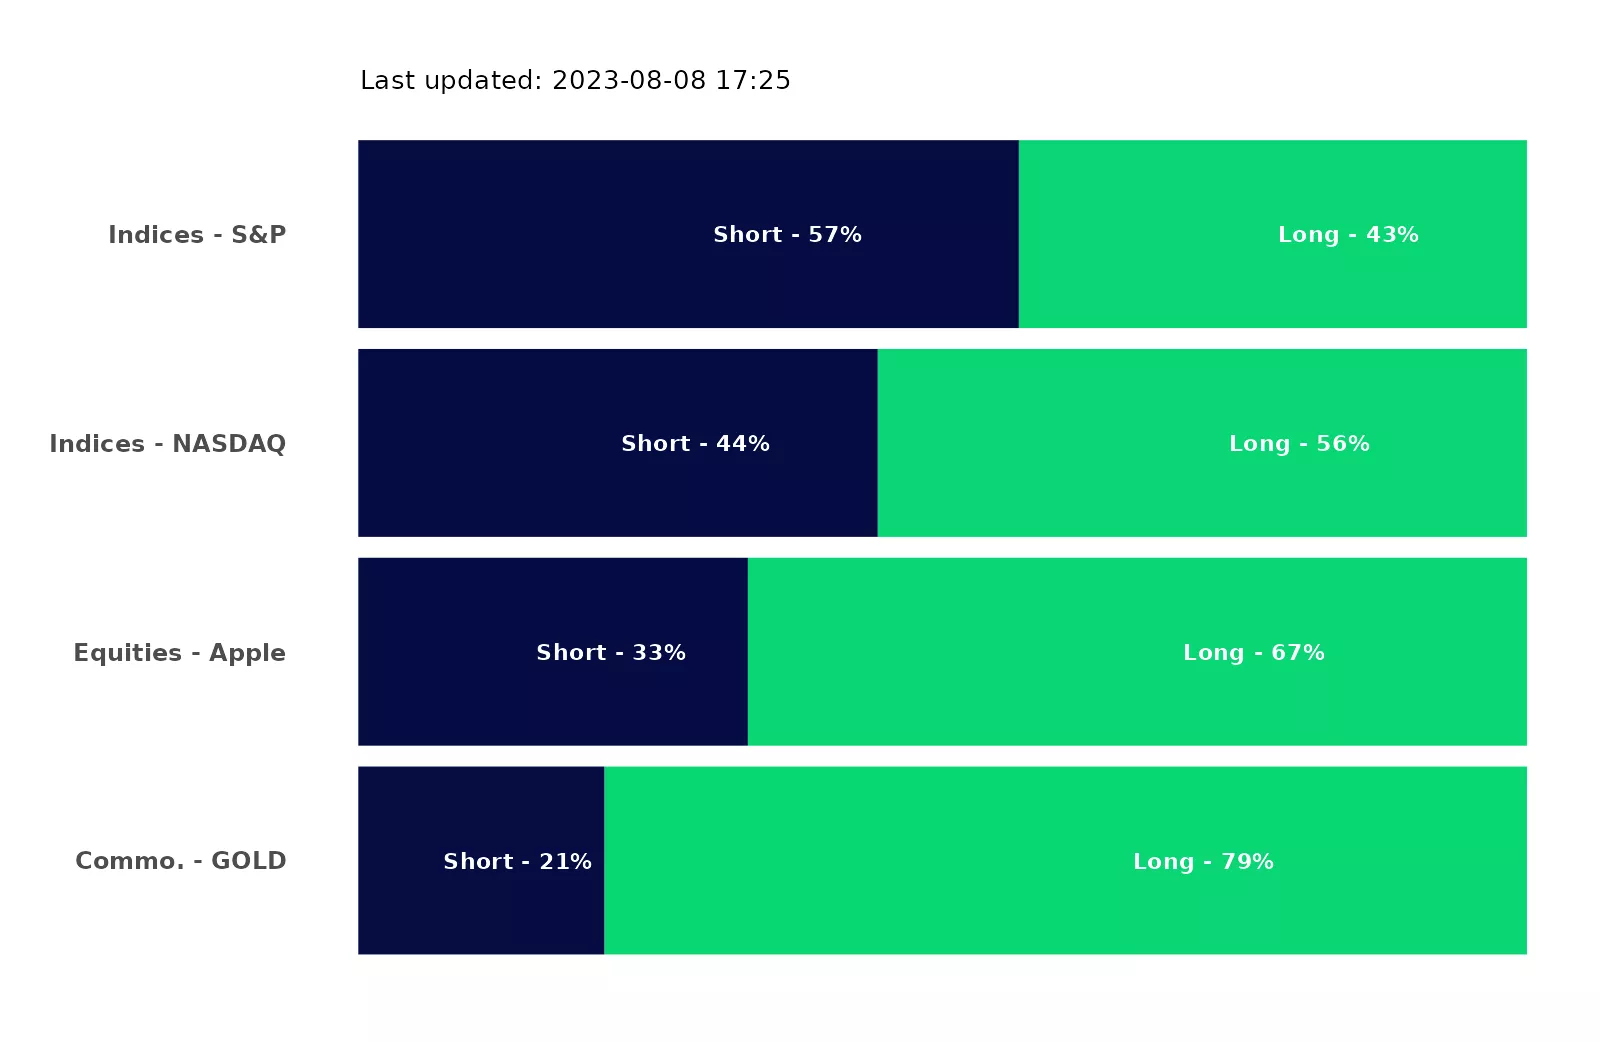 Last updated: 2023-08-08 17:25
Indices - S&P
Short - 57%
Long - 43%
Indices - NASDAQ
Short - 44%
Long - 56%
Equities - Apple
Short - 33%
Long - 67%
Commo. - GOLD
Short - 21%
Long - 79%